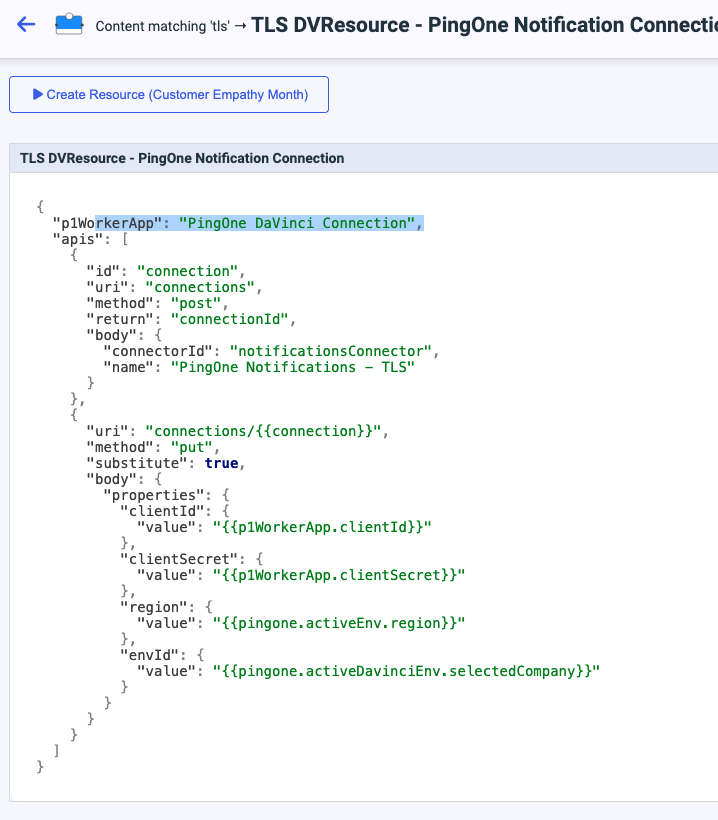 Content matching 'tls' → TLS DVResource - PingOne Notification
Create Resource (Customer Empathy Month)
TLS DVResource - PingOne Notification Connection
{
  "p1WorkerApp": "PingOne DaVinci Connection",
  "apis": [
    {
      "id": "connection",
      "uri": "connections",
      "method": "post",
      "return": "connectionId",
      "body": {
        "connectorId": "notificationsConnector",
        "name": "PingOne Notifications - TLS"
      }
    },
    {
      "uri": "connections/{{connection}}",
      "method": "put",
      "substitute": true,
      "body": {
        "properties": {
          "clientId": {
            "value": "{{p1WorkerApp.clientId}}"
          },
          "clientSecret": {
            "value": "{{p1WorkerApp.clientSecret}}"
          },
          "region": {
            "value": "{{pingone.activeEnv.region}}"
          },
          "envId": {
            "value": "{{pingone.activeDavinciEnv.selectedCompany}}"
          }
        }
      }
    }
  ]
}